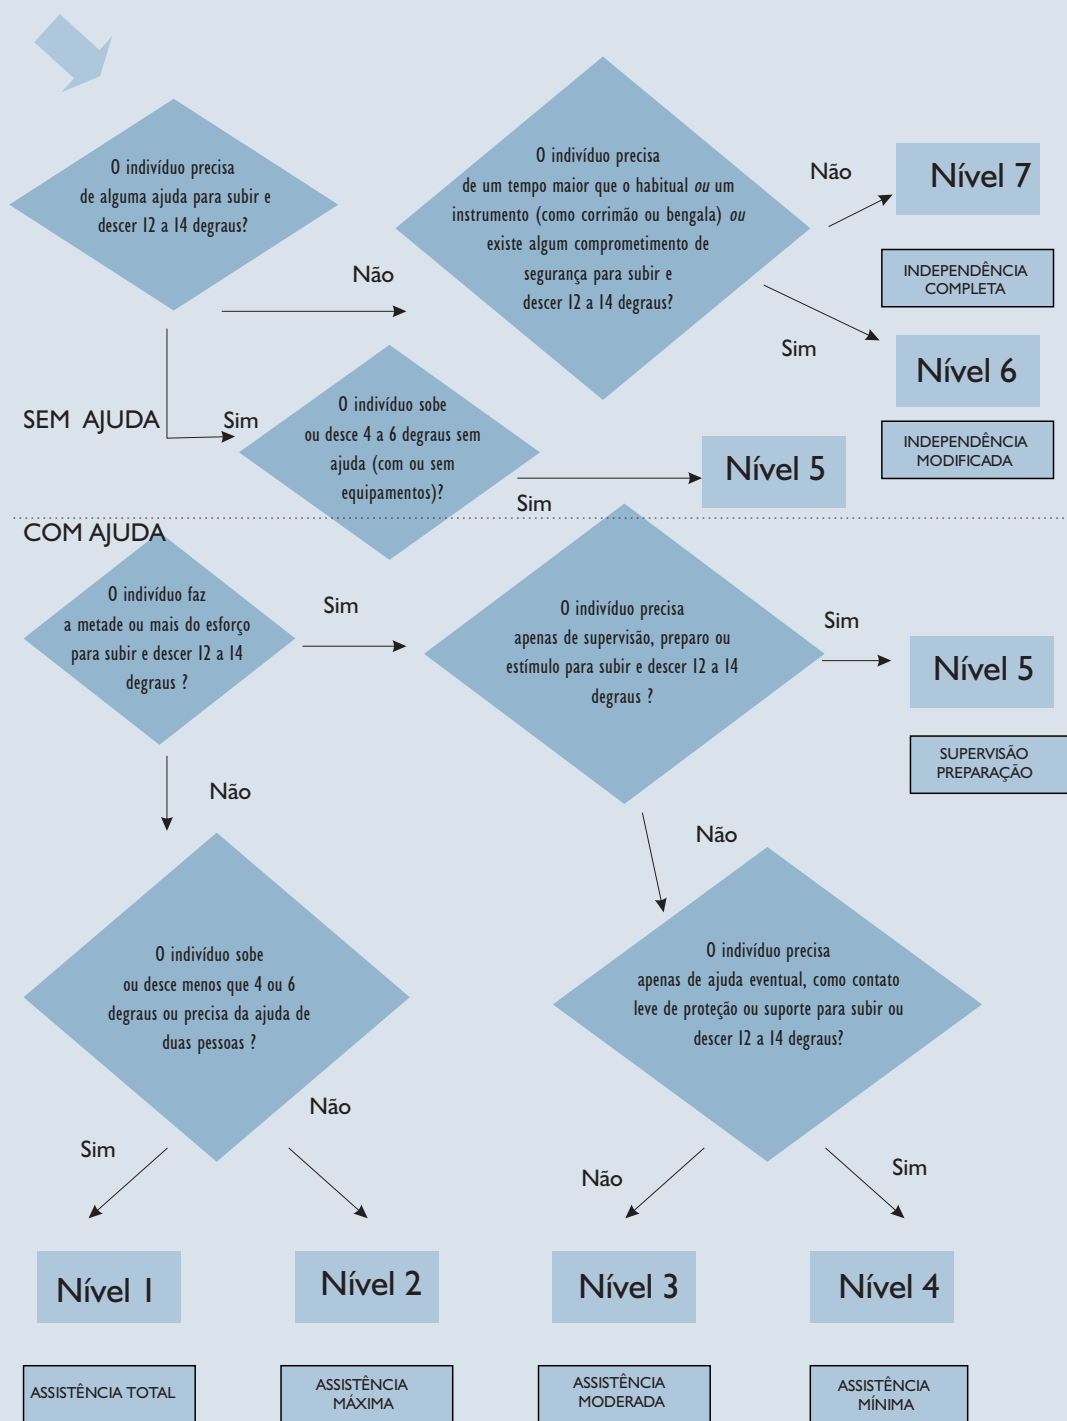 O indivíduo precisa
de alguma ajuda para subir e
descer 12 a 14 degraus?
O indivíduo precisa
de um tempo maior que o habitual ou um
instrumento (como corrimão ou bengala) ou
existe algum comprometimento de
segurança para subir e
descer 12 a 14 degraus?
Não
Nível 7
INDEPENDÊNCIA
COMPLETA
Não
Sim
Nível 6
INDEPENDÊNCIA
MODIFICADA
SEM AJUDA
Sim
O indivíduo sobe
ou desce 4 a 6 degraus sem
ajuda (com ou sem
equipamentos)?
Sim
Nível 5
COM AJUDA
O indivíduo faz
a metade ou mais do esforço
para subir e descer 12 a 14
degraus ?
Sim
O indivíduo precisa
apenas de supervisão, preparo ou
estímulo para subir e descer 12 a 14
degraus ?
Sim
Nível 5
SUPERVISÃO
PREPARAÇÃO
Não
Não
O indivíduo sobe
ou desce menos que 4 ou 6
degraus ou precisa da ajuda de
duas pessoas ?
O indivíduo precisa
apenas de ajuda eventual, como contato
leve de proteção ou suporte para subir ou
descer 12 a 14 degraus?
Sim
Não
Não
Sim
Nível 1
Nível 2
Nível 3
Nível 4
ASSISTÊNCIA TOTAL
ASSISTÊNCIA
MÁXIMA
ASSISTÊNCIA
MODERADA
ASSISTÊNCIA
MÍNIMA